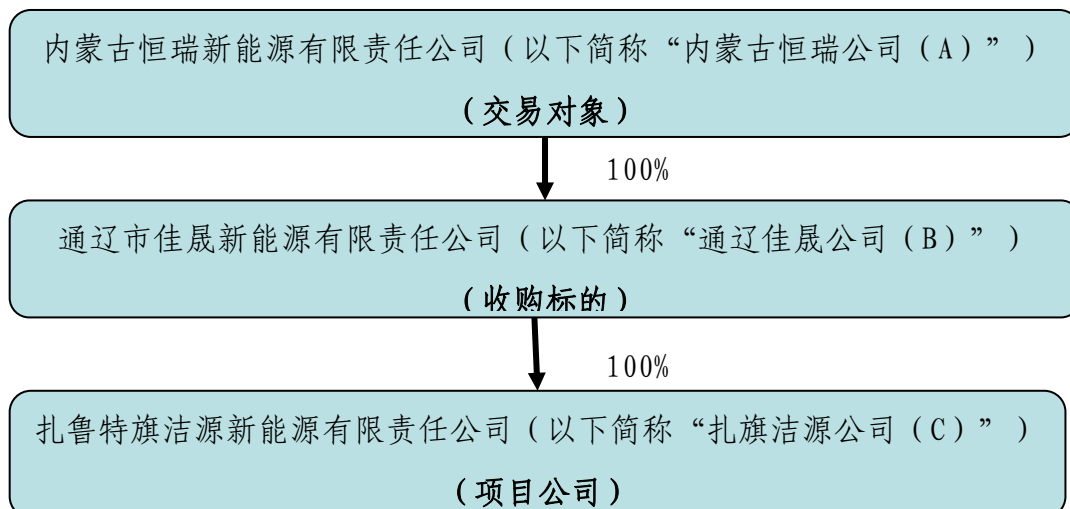 内蒙古恒瑞新能源有限责任公司（以下简称“内蒙古恒瑞公司（A）”）
（交易对象）
100%
通辽市佳晟新能源有限责任公司（以下简称“通辽佳晟公司（B）”）
（收购标的）
100%
扎鲁特旗洁源新能源有限责任公司（以下简称“扎旗洁源公司（C）”）
（项目公司）